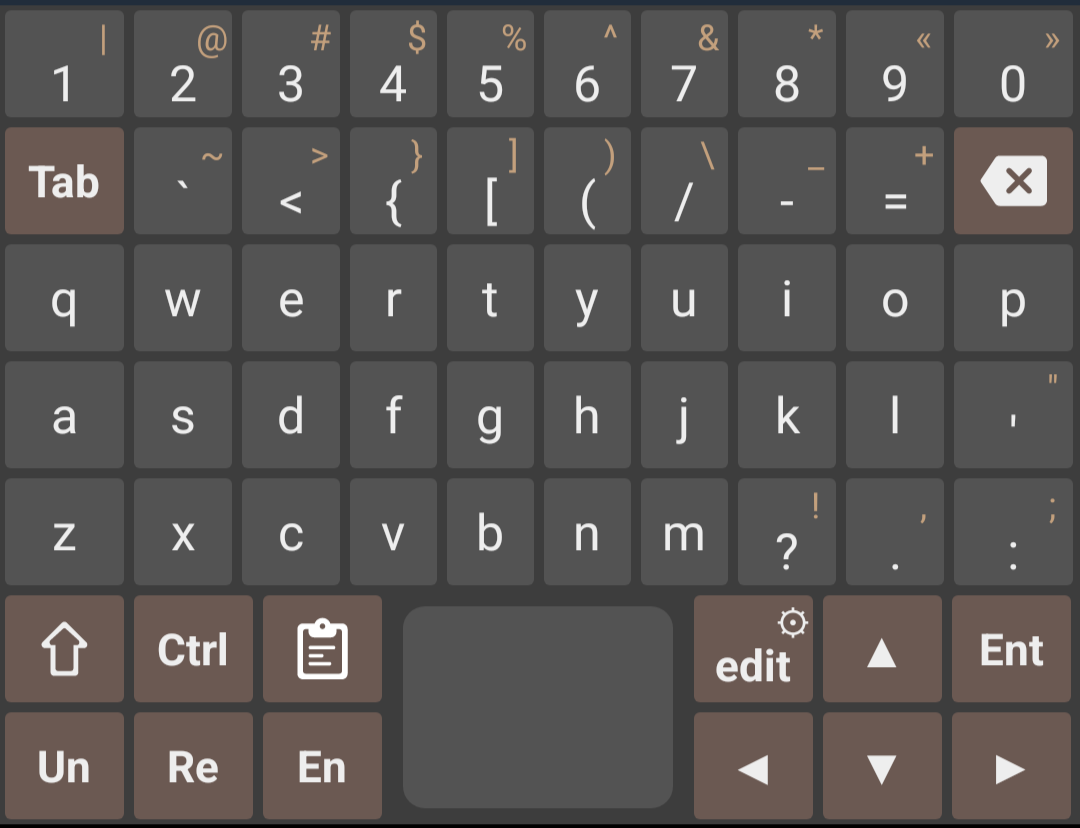 | @ # $ % ^ & * « »
1 2 3 4 5 6 7 8 9 0
~ > } ] ) \ _ +
Tab ` < { [ ( / - =
q w e r t y u i o p
"
a s d f g h j k l '
! , ;
z x c v b n m ? . :
Ctrl edit ▲ Ent
Un Re En ◀ ▼ ▶